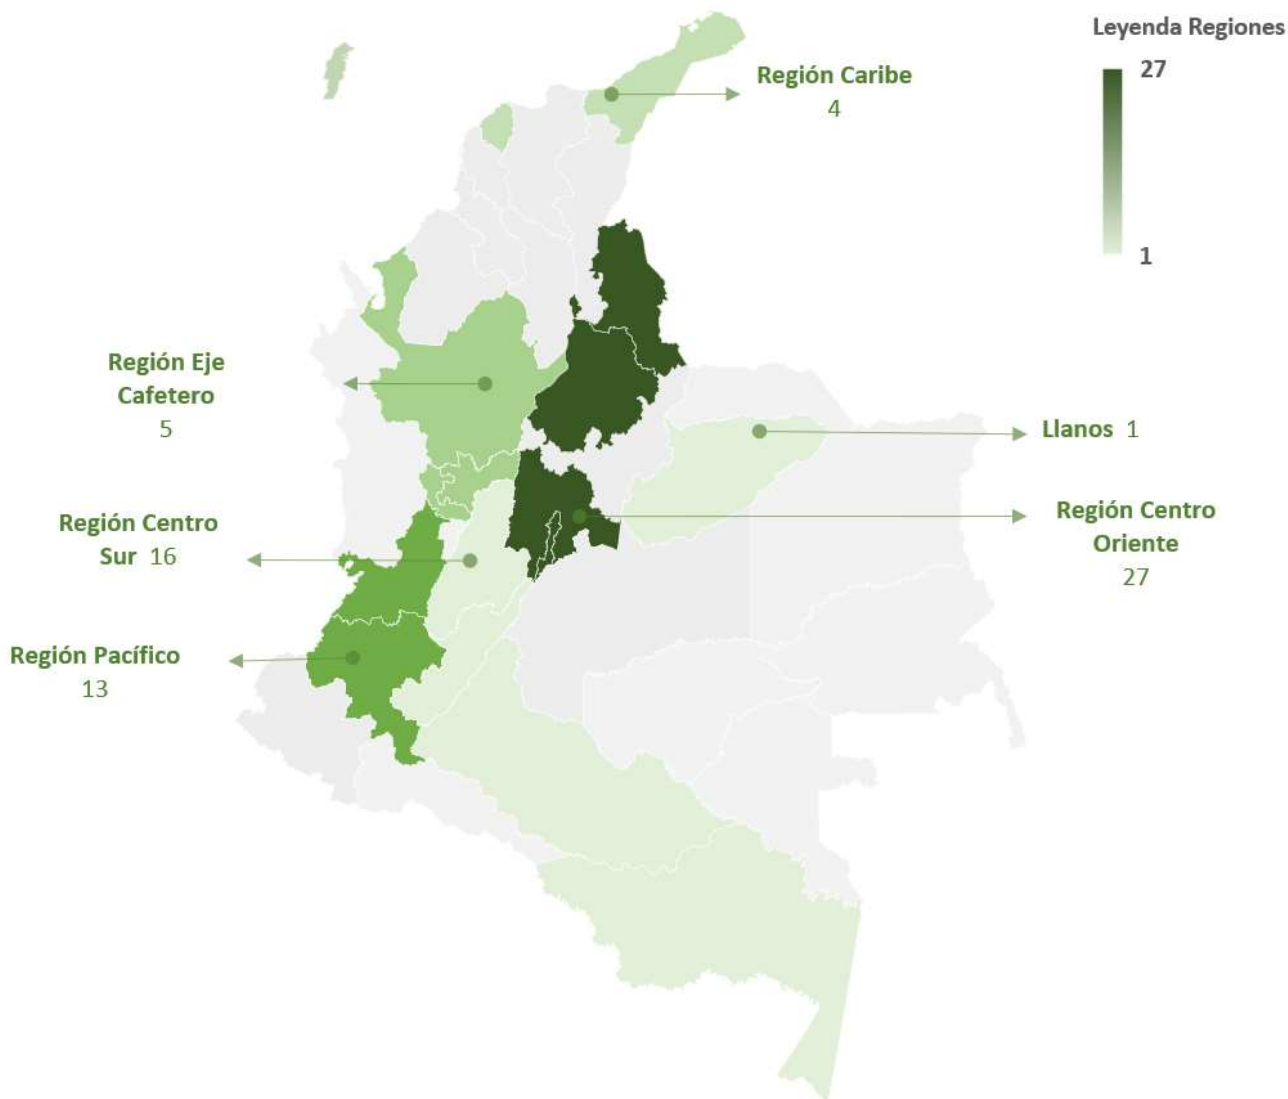 Leyenda Regiones
27
1
Región Caribe
4
Región Eje
Cafetero
5
Llanos 1
Región Centro
Sur 16
Región Centro
Oriente
27
Región Pacífico
13